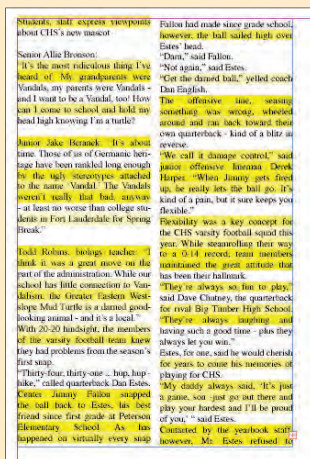 Students, staff express viewpoints
about CHS's new mascot
Senior Allie Bronson:
"It's the most ridiculous thing I've
heard of. My grandparents were
Vandals, my parents were Vandals -
and I want to be a Vandal, too! How
can I come to school and hold my
head high knowing I'm a turtle?
Junior Jake Beranek: "It's about
time. Those of us of Germanic heri-
tage have been rankled long enough
by the ugly stereotypes attached
to the name 'Vandal.' The Vandals
weren't really that bad, anyway
- at least no worse than college stu-
dents in Fort Lauderdale for Spring
Break."
Todd Robins, biology teacher: "I
think it was a great move on the
part of the administration. While our
school has little connection to Van-
dalism, the Greater Eastern West-
slope Mud Turtle is a darned good-
looking animal - and it's a local."
With 20-20 hindsight, the members
of the varsity football team knew
they had problems from the season's
first snap.
"Thirty-four, thirty-one ... hop, hup -
hike," called quarterback Dan Estes.
Center Jimmy Fallon snapped
the ball back to Estes, his best
friend since first grade at Peterson
Elementary School. As has
happened on virtually every snap
Fallon had made since grade school,
however, the ball sailed high over
Estes' head.
"Darn," said Fallon.
"Not again," said Estes.
"Get the darned ball," yelled coach
Dan English.
The offensive line, sensing
something was wrong, wheeled
around and ran back toward their
own quarterback - kind of a blitz in
reverse.
"We call it damage control," said
junior offensive lineman Derek
Harper. "When Jimmy gets fired
up, he really lets the ball go. It's
kind of a pain, but it sure keeps you
flexible."
Flexibility was a key concept for
the CHS varsity football squad this
year. While steamrolling their way
to a 0-14 record, team members
maintained the great attitude that
has been their hallmark.
"They're always so fun to play,"
said Dave Chutney, the quarterback
for rival Big Timber High School.
"They're always laughing and
having such a good time - plus they
always let you win."
Estes, for one, said he would cherish
for years to come his memories of
playing for CHS.
"My daddy always said, 'It's just
a game, son -just go out there and
play your hardest and I'll be proud
of you,' " said Estes.
Contacted by the yearbook staff,
however, Mr. Estes refused to